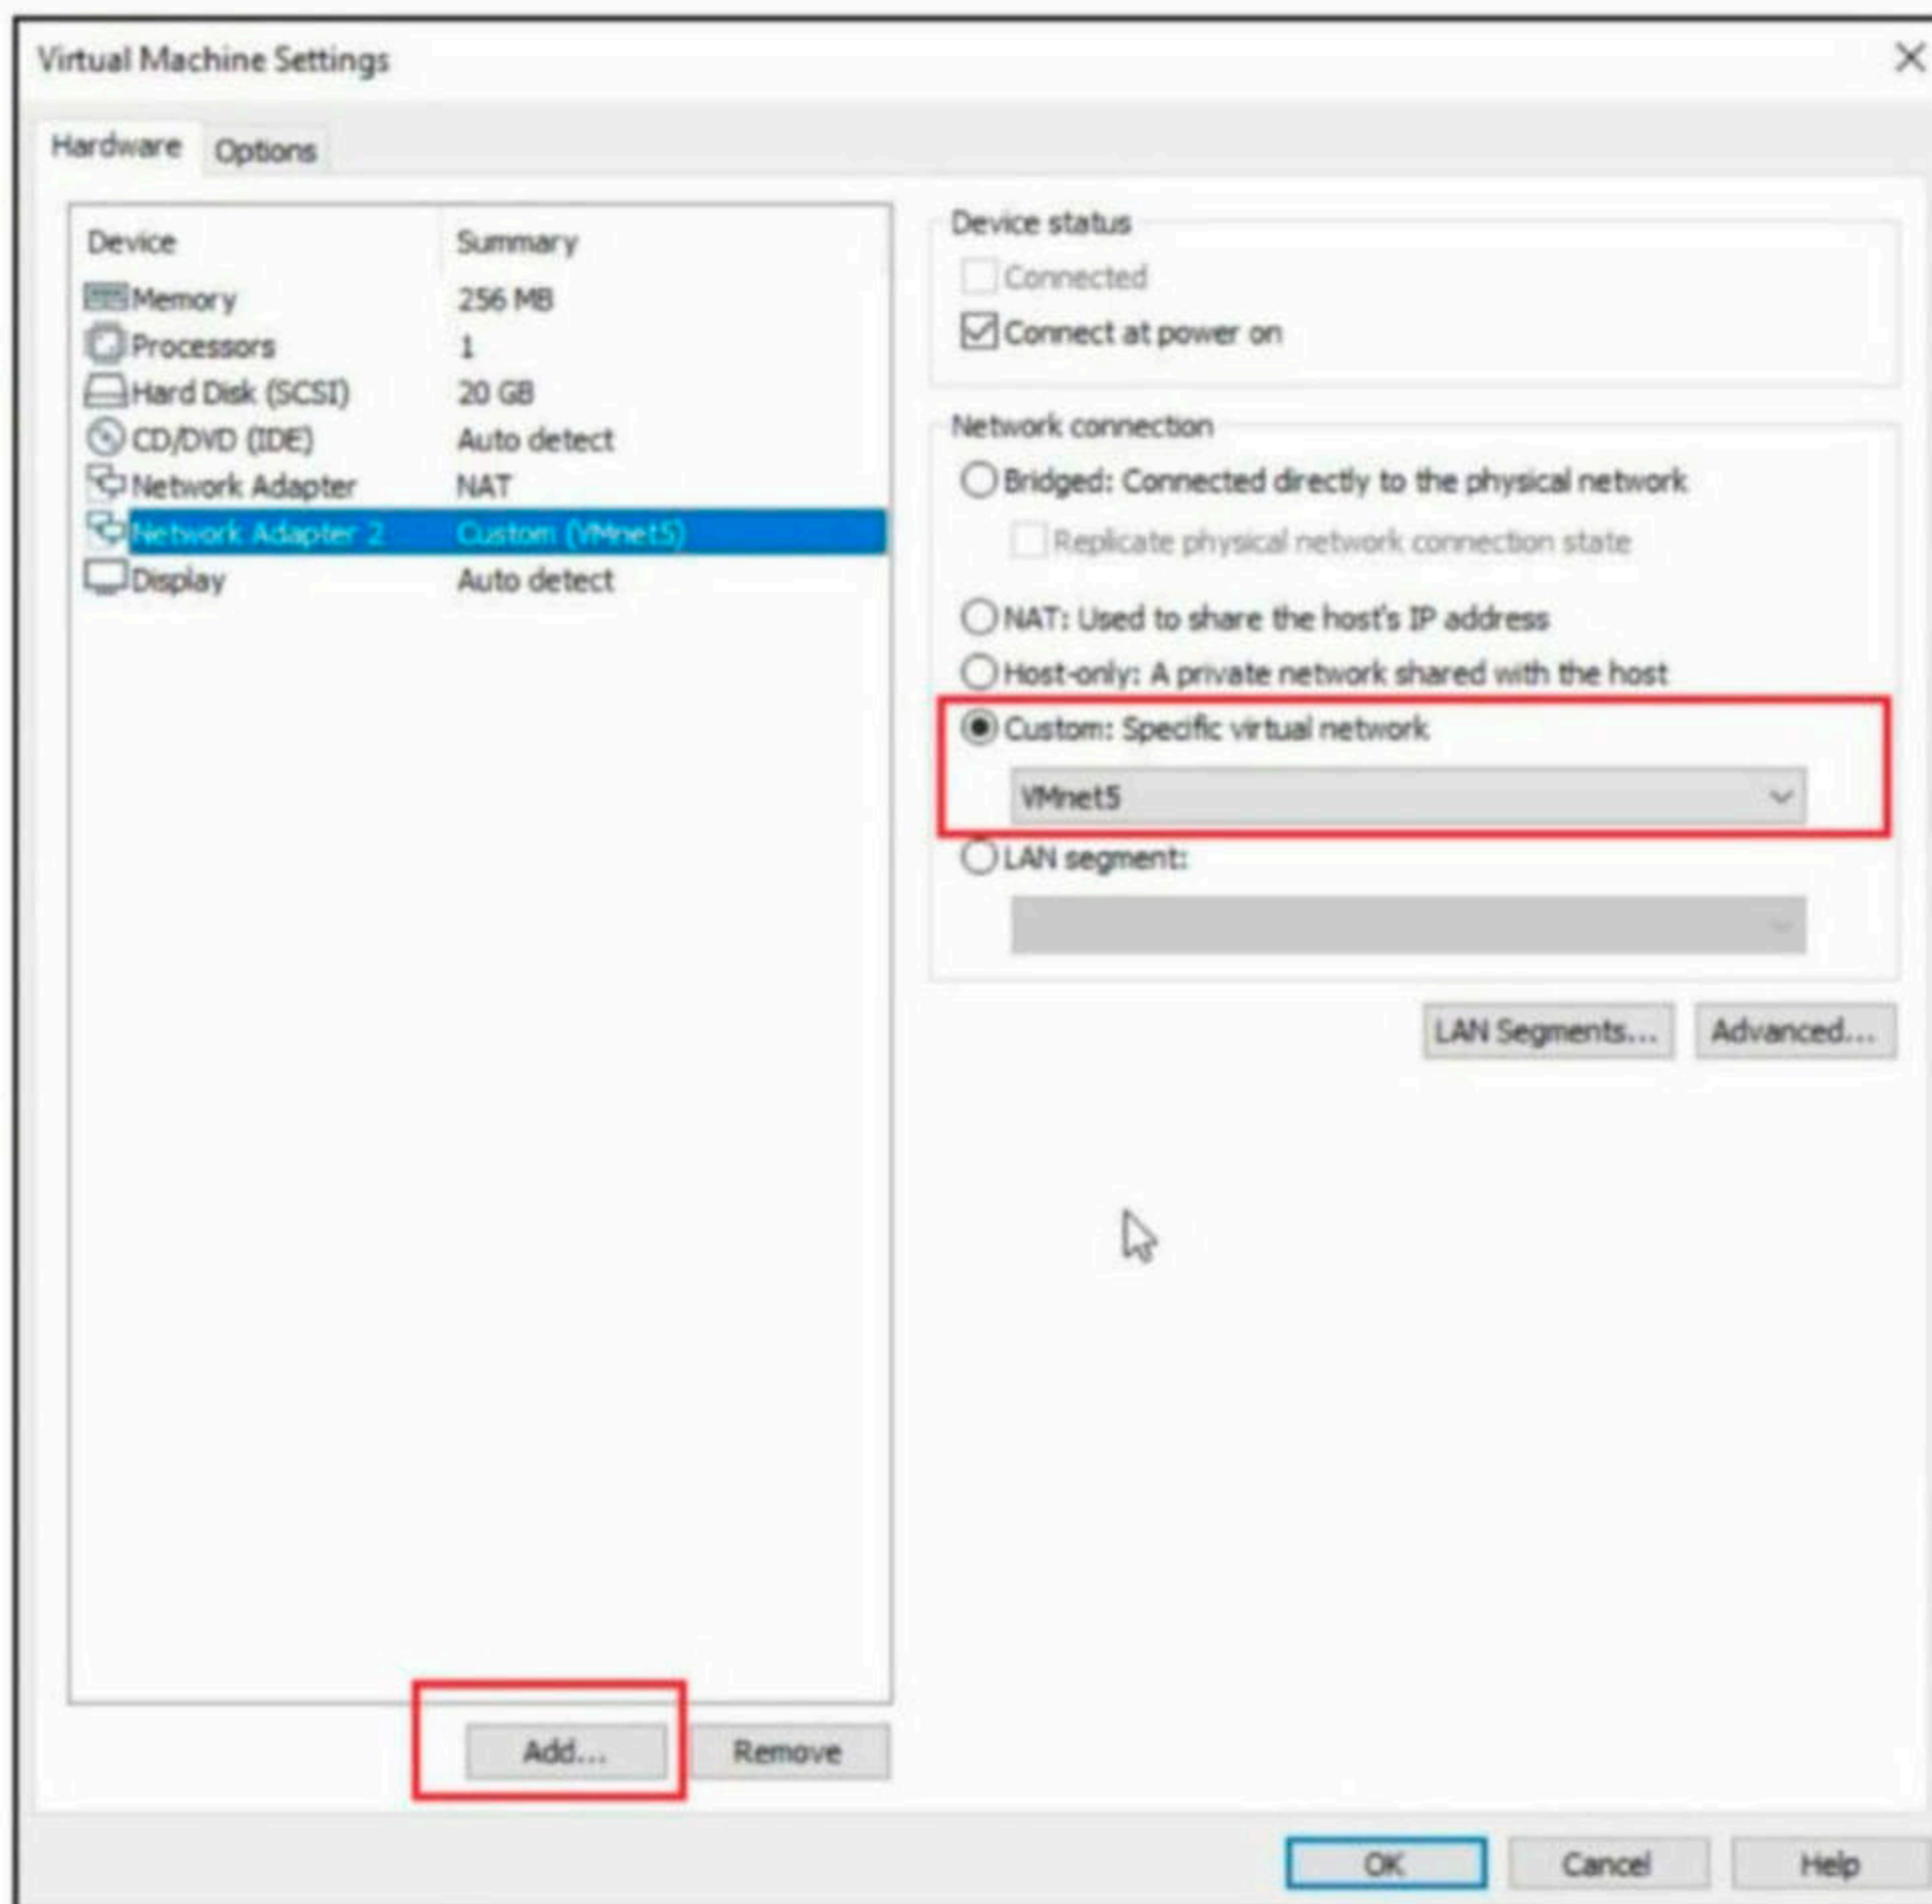 Virtual Machine Settings
Hardware Options
Device Summary
Memory 256 MB
Processors 1
Hard Disk (SCSI) 20 GB
CD/DVD (IDE) Auto detect
Network Adapter NAT
Network Adapter 2 Custom (VMnet5)
Display Auto detect
Add... Remove
Device status
Connected
Connect at power on
Network connection
Bridged: Connected directly to the physical network
Replicate physical network connection state
NAT: Used to share the host's IP address
Host-only: A private network shared with the host
Custom: Specific virtual network
VMnet5
LAN segment:
LAN Segments... Advanced...
OK Cancel Help